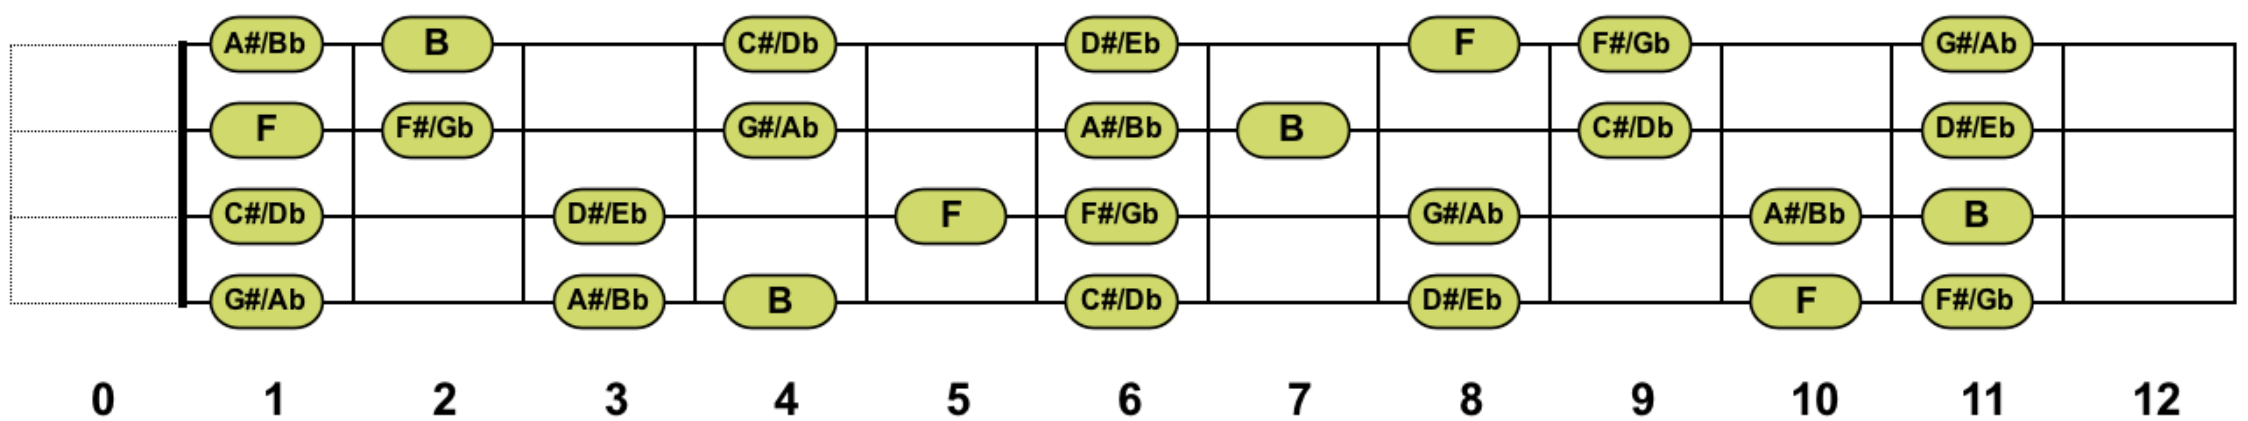 A#/Bb B C#/Db D#/Eb F F#/Gb G#/Ab
F F#/Gb G#/Ab A#/Bb B C#/Db D#/Eb
C#/Db D#/Eb F F#/Gb G#/Ab A#/Bb B
G#/Ab A#/Bb B C#/Db D#/Eb F F#/Gb
0 1 2 3 4 5 6 7 8 9 10 11 12